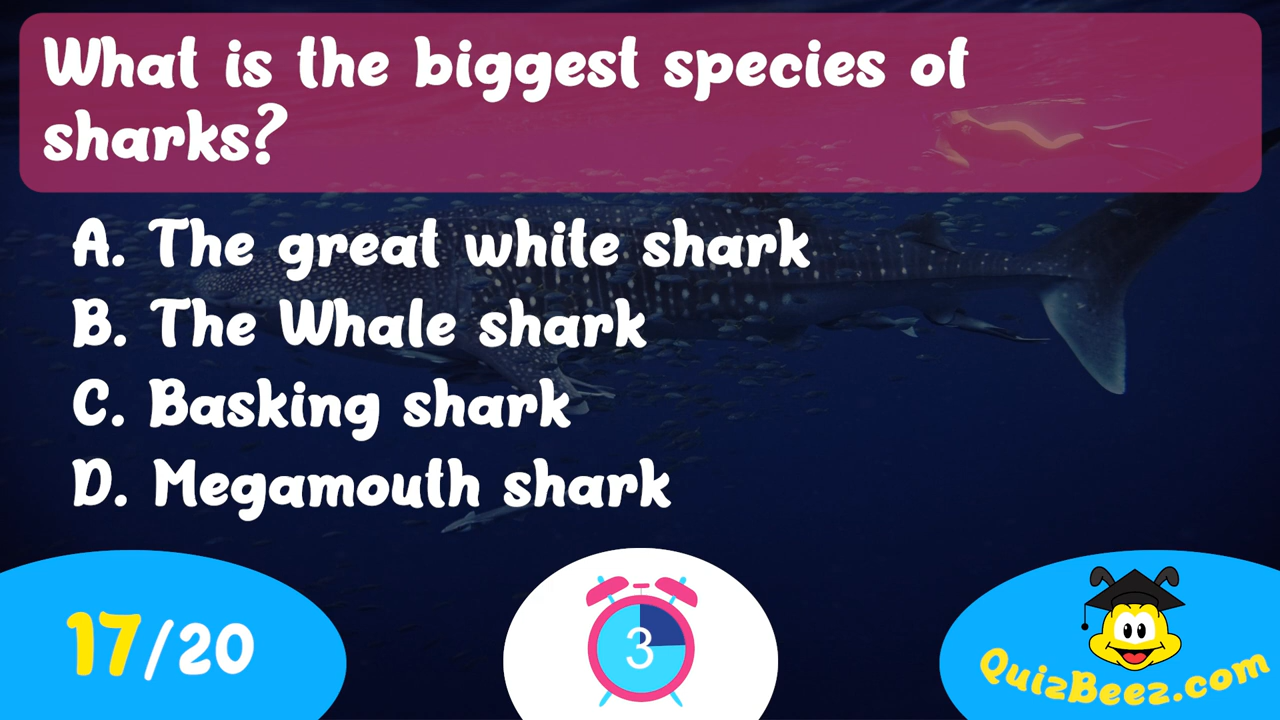 What is the biggest species of
sharks?
A. The great white shark
B. The Whale shark
C. Basking shark
D. Megamouth shark
17/20
3
QuizBeez.com